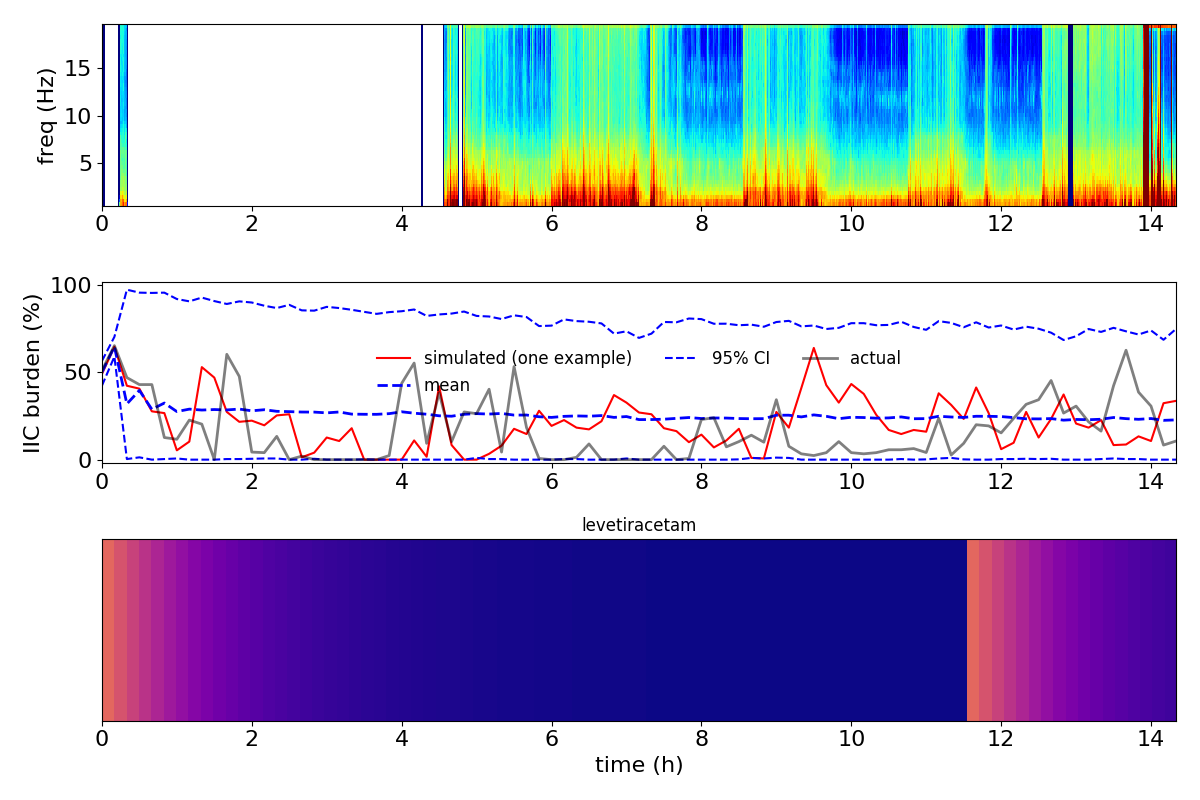 freq (Hz)
15
10
5
0 2 4 6 8 10 12 14
IIC burden (%)
100
50
0
simulated (one example) 95% CI actual
mean
0 2 4 6 8 10 12 14
levetiracetam
0 2 4 6 8 10 12 14
time (h)